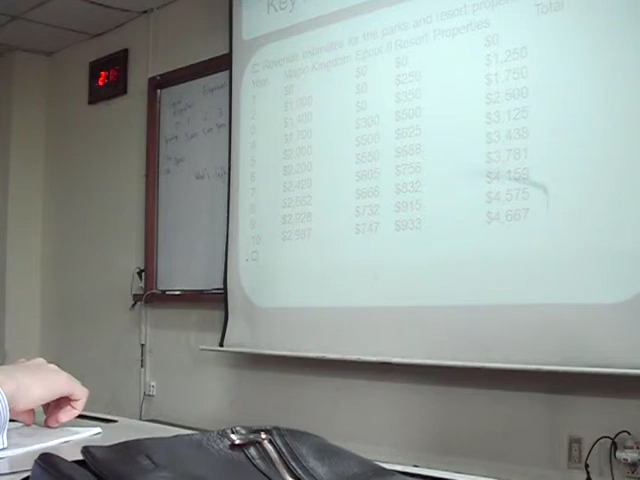 Key
Revenue estimates for the parks and resort
Year Magic Kingdom Epcot II Resort Properties Total
1 $0 $0 $0 $0
2 $1,000 $0 $250 $1,250
3 $1,400 $0 $350 $1,750
4 $1,700 $300 $500 $2,500
5 $2,000 $500 $625 $3,125
6 $2,200 $550 $688 $3,438
7 $2,420 $605 $756 $3,781
8 $2,662 $666 $832 $4,159
9 $2,928 $732 $915 $4,575
10 $2,987 $747 $933 $4,667